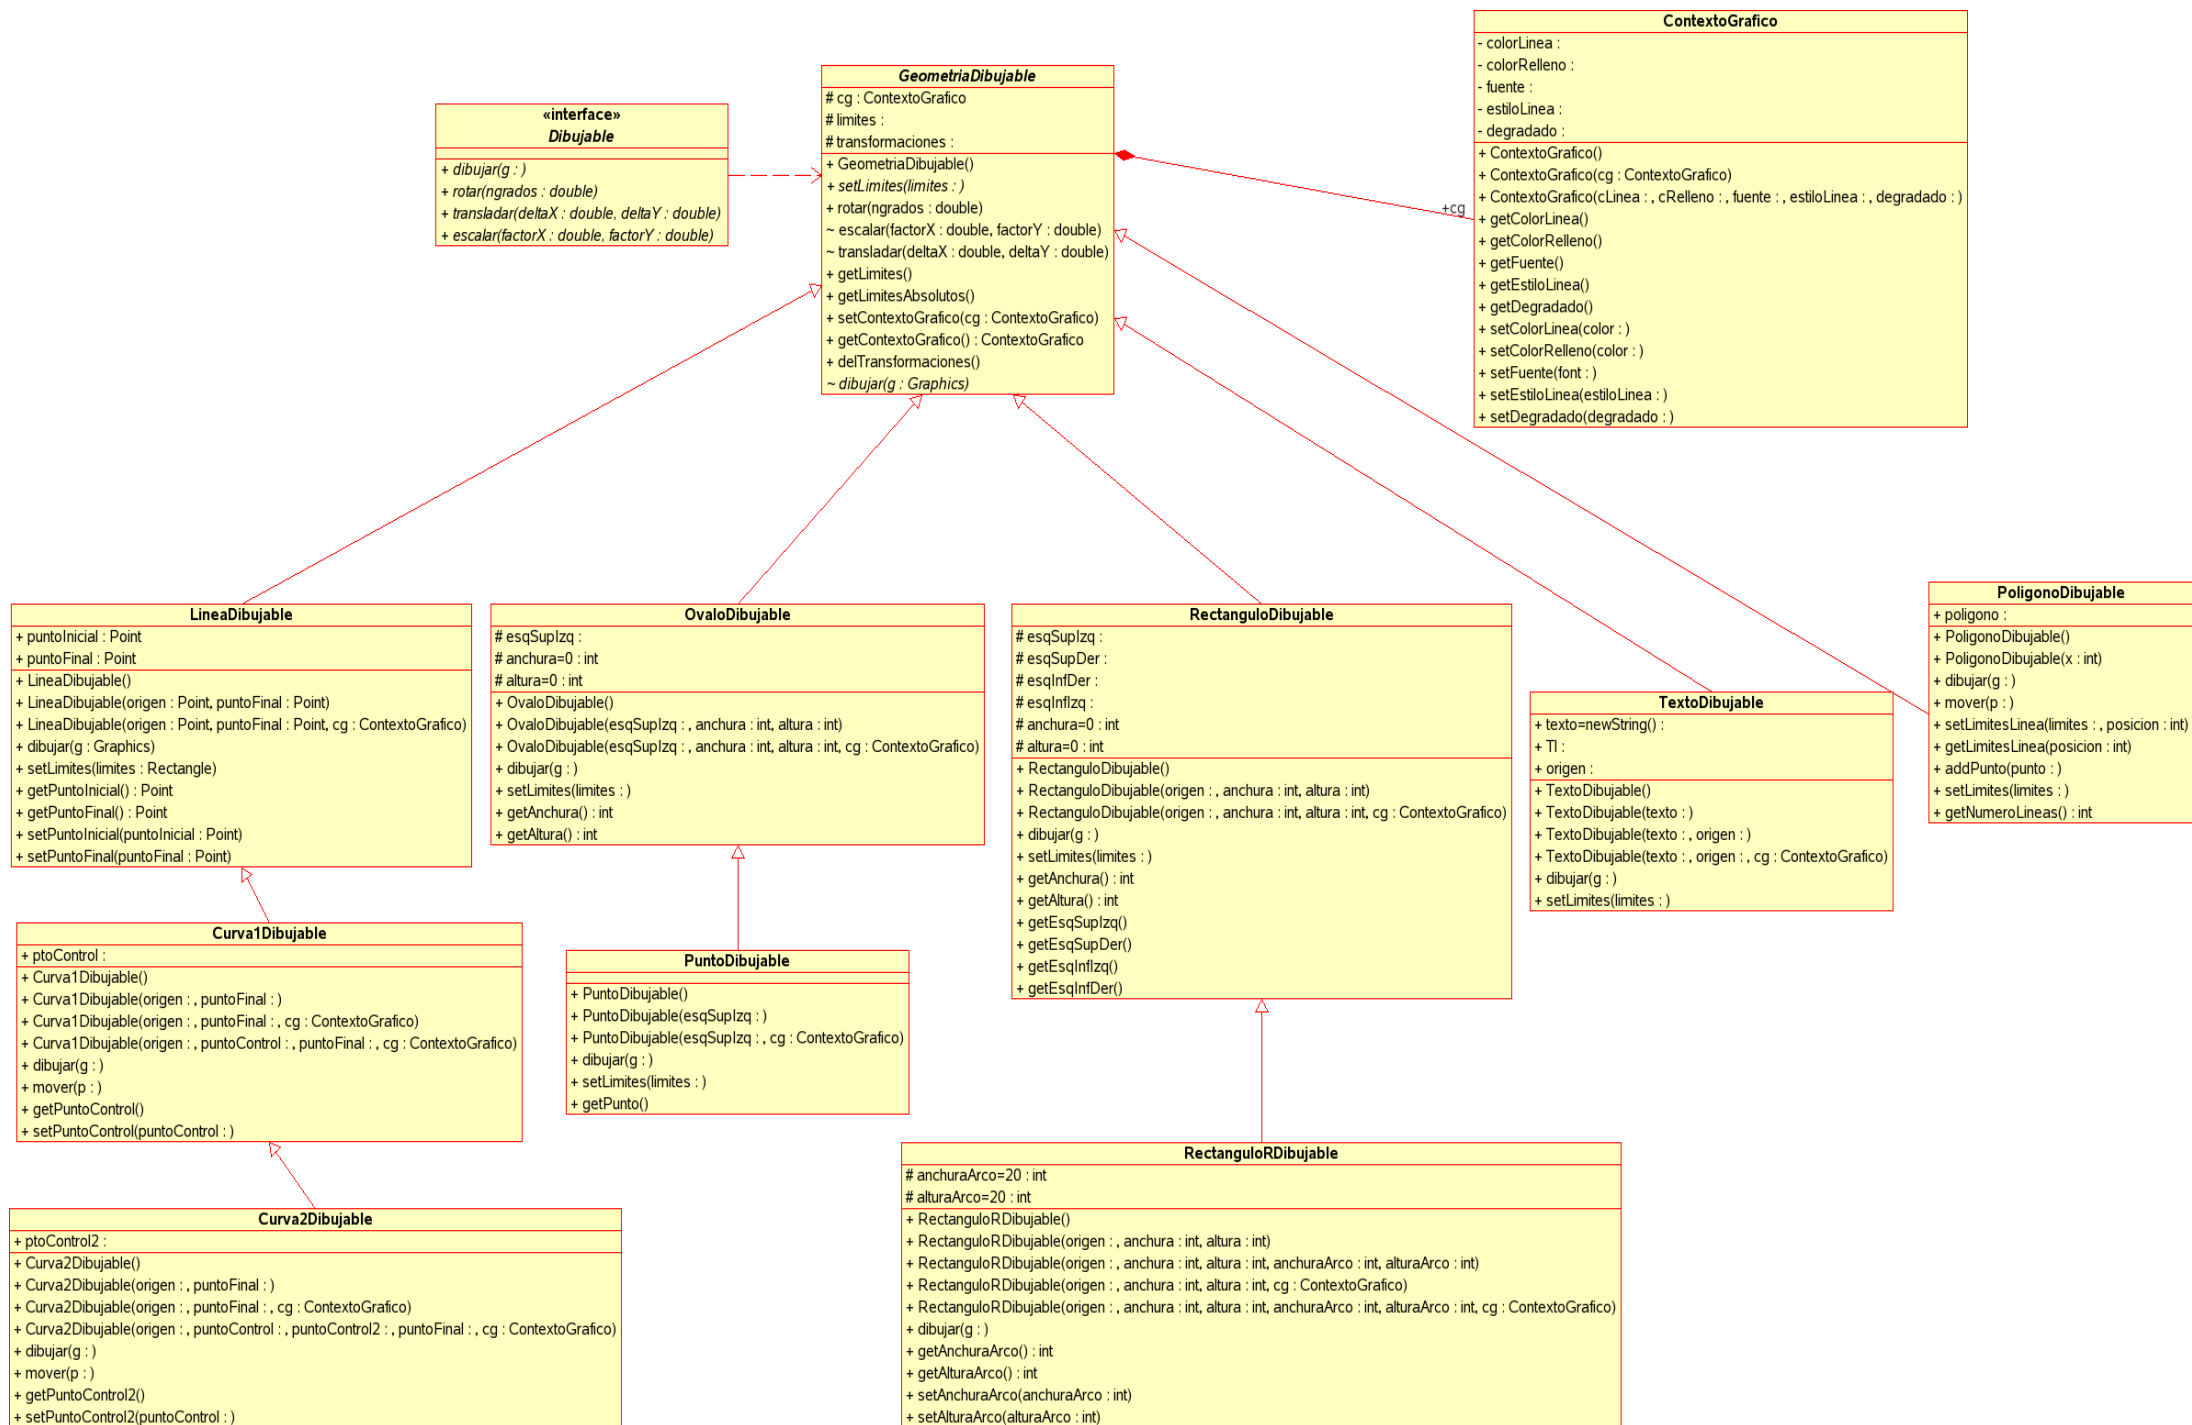 ContextoGrafico
- colorLinea :
- colorRelleno :
- fuente :
- estiloLinea :
- degradado :
+ ContextoGrafico()
+ ContextoGrafico(cg : ContextoGrafico)
+ ContextoGrafico(cLinea : , cRelleno : , fuente : , estiloLinea : , degradado : )
+ getColorLinea()
+ getColorRelleno()
+ getFuente()
+ getEstiloLinea()
+ getDegradado()
+ setColorLinea(color : )
+ setColorRelleno(color : )
+ setFuente(font : )
+ setEstiloLinea(estiloLinea : )
+ setDegradado(degradado : )
+cg
GeometriaDibujable
# cg : ContextoGrafico
# limites :
# transformaciones :
+ GeometriaDibujable()
+ setLimites(limites : )
+ rotar(ngrados : double)
~ escalar(factorX : double, factorY : double)
~ transladar(deltaX : double, deltaY : double)
+ getLimites()
+ getLimitesAbsolutos()
+ setContextoGrafico(cg : ContextoGrafico)
+ getContextoGrafico() : ContextoGrafico
+ delTransformaciones()
~ dibujar(g : Graphics)
«interface»
Dibujable
+ dibujar(g : )
+ rotar(ngrados : double)
+ transladar(deltaX : double, deltaY : double)
+ escalar(factorX : double, factorY : double)
LineaDibujable
+ puntoInicial : Point
+ puntoFinal : Point
+ LineaDibujable()
+ LineaDibujable(origen : Point, puntoFinal : Point)
+ LineaDibujable(origen : Point, puntoFinal : Point, cg : ContextoGrafico)
+ dibujar(g : Graphics)
+ setLimites(limites : Rectangle)
+ getPuntoInicial() : Point
+ getPuntoFinal() : Point
+ setPuntoInicial(puntoInicial : Point)
+ setPuntoFinal(puntoFinal : Point)
OvaloDibujable
# esqSupIzq :
# anchura=0 : int
# altura=0 : int
+ OvaloDibujable()
+ OvaloDibujable(esqSupIzq : , anchura : int, altura : int)
+ OvaloDibujable(esqSupIzq : , anchura : int, altura : int, cg : ContextoGrafico)
+ dibujar(g : )
+ setLimites(limites : )
+ getAnchura() : int
+ getAltura() : int
RectanguloDibujable
# esqSupIzq :
# esqSupDer :
# esqInfDer :
# esqInfIzq :
# anchura=0 : int
# altura=0 : int
+ RectanguloDibujable()
+ RectanguloDibujable(origen : , anchura : int, altura : int)
+ RectanguloDibujable(origen : , anchura : int, altura : int, cg : ContextoGrafico)
+ dibujar(g : )
+ setLimites(limites : )
+ getAnchura() : int
+ getAltura() : int
+ getEsqSupIzq()
+ getEsqSupDer()
+ getEsqInfIzq()
+ getEsqInfDer()
TextoDibujable
+ texto=newString() :
+ Tl :
+ origen :
+ TextoDibujable()
+ TextoDibujable(texto : )
+ TextoDibujable(texto : , origen : )
+ TextoDibujable(texto : , origen : , cg : ContextoGrafico)
+ dibujar(g : )
+ setLimites(limites : )
PoligonoDibujable
+ poligono :
+ PoligonoDibujable()
+ PoligonoDibujable(x : int)
+ dibujar(g : )
+ mover(p : )
+ setLimitesLinea(limites : , posicion : int)
+ getLimitesLinea(posicion : int)
+ addPunto(punto : )
+ setLimites(limites : )
+ getNumeroLineas() : int
Curva1Dibujable
+ ptoControl :
+ Curva1Dibujable()
+ Curva1Dibujable(origen : , puntoFinal : )
+ Curva1Dibujable(origen : , puntoFinal : , cg : ContextoGrafico)
+ Curva1Dibujable(origen : , puntoControl : , puntoFinal : , cg : ContextoGrafico)
+ dibujar(g : )
+ mover(p : )
+ getPuntoControl()
+ setPuntoControl(puntoControl : )
PuntoDibujable
+ PuntoDibujable()
+ PuntoDibujable(esqSupIzq : )
+ PuntoDibujable(esqSupIzq : , cg : ContextoGrafico)
+ dibujar(g : )
+ setLimites(limites : )
+ getPunto()
RectanguloRDibujable
# anchuraArco=20 : int
# alturaArco=20 : int
+ RectanguloRDibujable()
+ RectanguloRDibujable(origen : , anchura : int, altura : int)
+ RectanguloRDibujable(origen : , anchura : int, altura : int, anchuraArco : int, alturaArco : int)
+ RectanguloRDibujable(origen : , anchura : int, altura : int, cg : ContextoGrafico)
+ RectanguloRDibujable(origen : , anchura : int, altura : int, anchuraArco : int, alturaArco : int, cg : ContextoGrafico)
+ dibujar(g : )
+ getAnchuraArco() : int
+ getAlturaArco() : int
+ setAnchuraArco(anchuraArco : int)
+ setAlturaArco(alturaArco : int)
Curva2Dibujable
+ ptoControl2 :
+ Curva2Dibujable()
+ Curva2Dibujable(origen : , puntoFinal : )
+ Curva2Dibujable(origen : , puntoFinal : , cg : ContextoGrafico)
+ Curva2Dibujable(origen : , puntoControl : , puntoControl2 : , puntoFinal : , cg : ContextoGrafico)
+ dibujar(g : )
+ mover(p : )
+ getPuntoControl2()
+ setPuntoControl2(puntoControl : )